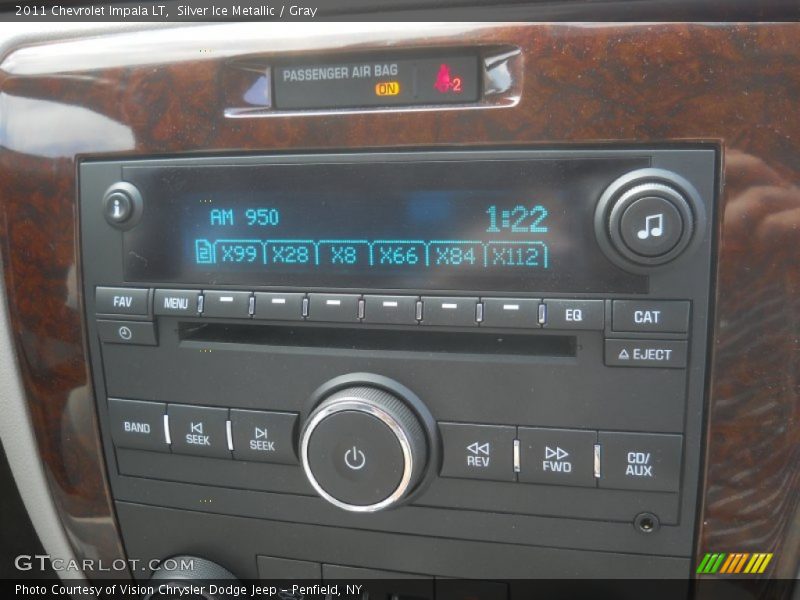 2011 Chevrolet Impala LT,  Silver Ice Metallic / Gray
PASSENGER AIR BAG
ON
2
AM 950
1:22
2 X99 X28 X8 X66 X84 X112
i
FAV MENU EQ CAT
EJECT
BAND SEEK SEEK REV FWD CD/
AUX
GTCARLOT.COM
Photo Courtesy of Vision Chrysler Dodge Jeep - Penfield, NY